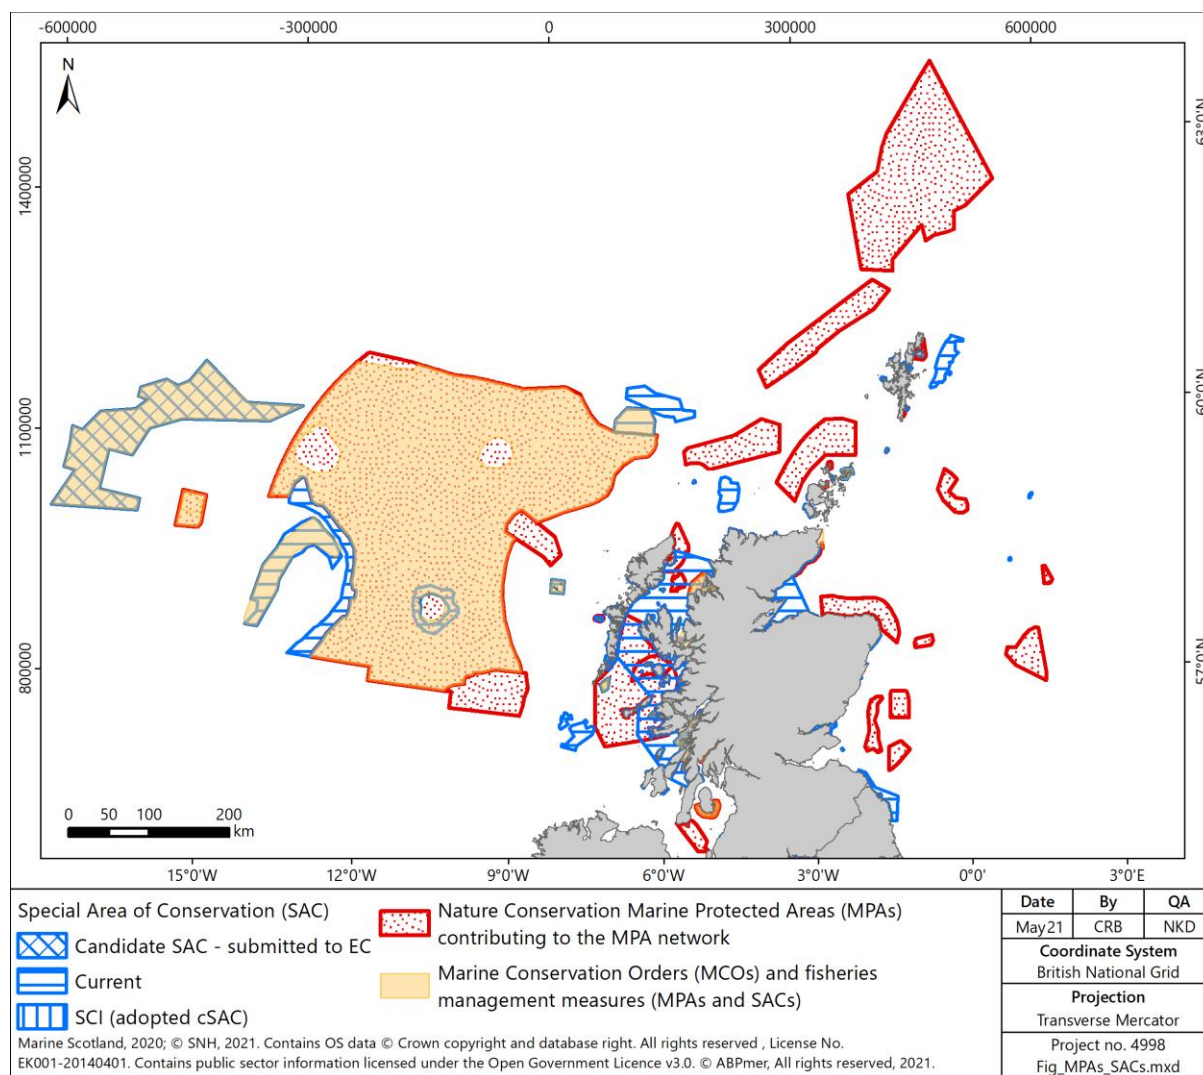 -600000 -300000 0 300000 600000
N
63°0'N
1400000
60°0'N
1100000
800000
57°0'N
0 50 100 200
km
15°0'W 12°0'W 9°0'W 6°0'W 3°0'W 0°0' 3°0'E
Special Area of Conservation (SAC)
Candidate SAC - submitted to EC
Current
SCI (adopted cSAC)
Nature Conservation Marine Protected Areas (MPAs)
contributing to the MPA network
Marine Conservation Orders (MCOs) and fisheries
management measures (MPAs and SACs)
Marine Scotland, 2020; © SNH, 2021. Contains OS data © Crown copyright and database right. All rights reserved , License No.
EK001-20140401. Contains public sector information licensed under the Open Government Licence v3.0. © ABPmer, All rights reserved, 2021.
Date By QA
May21 CRB NKD
Coordinate System
British National Grid
Projection
Transverse Mercator
Project no. 4998
Fig_MPAs_SACs.mxd